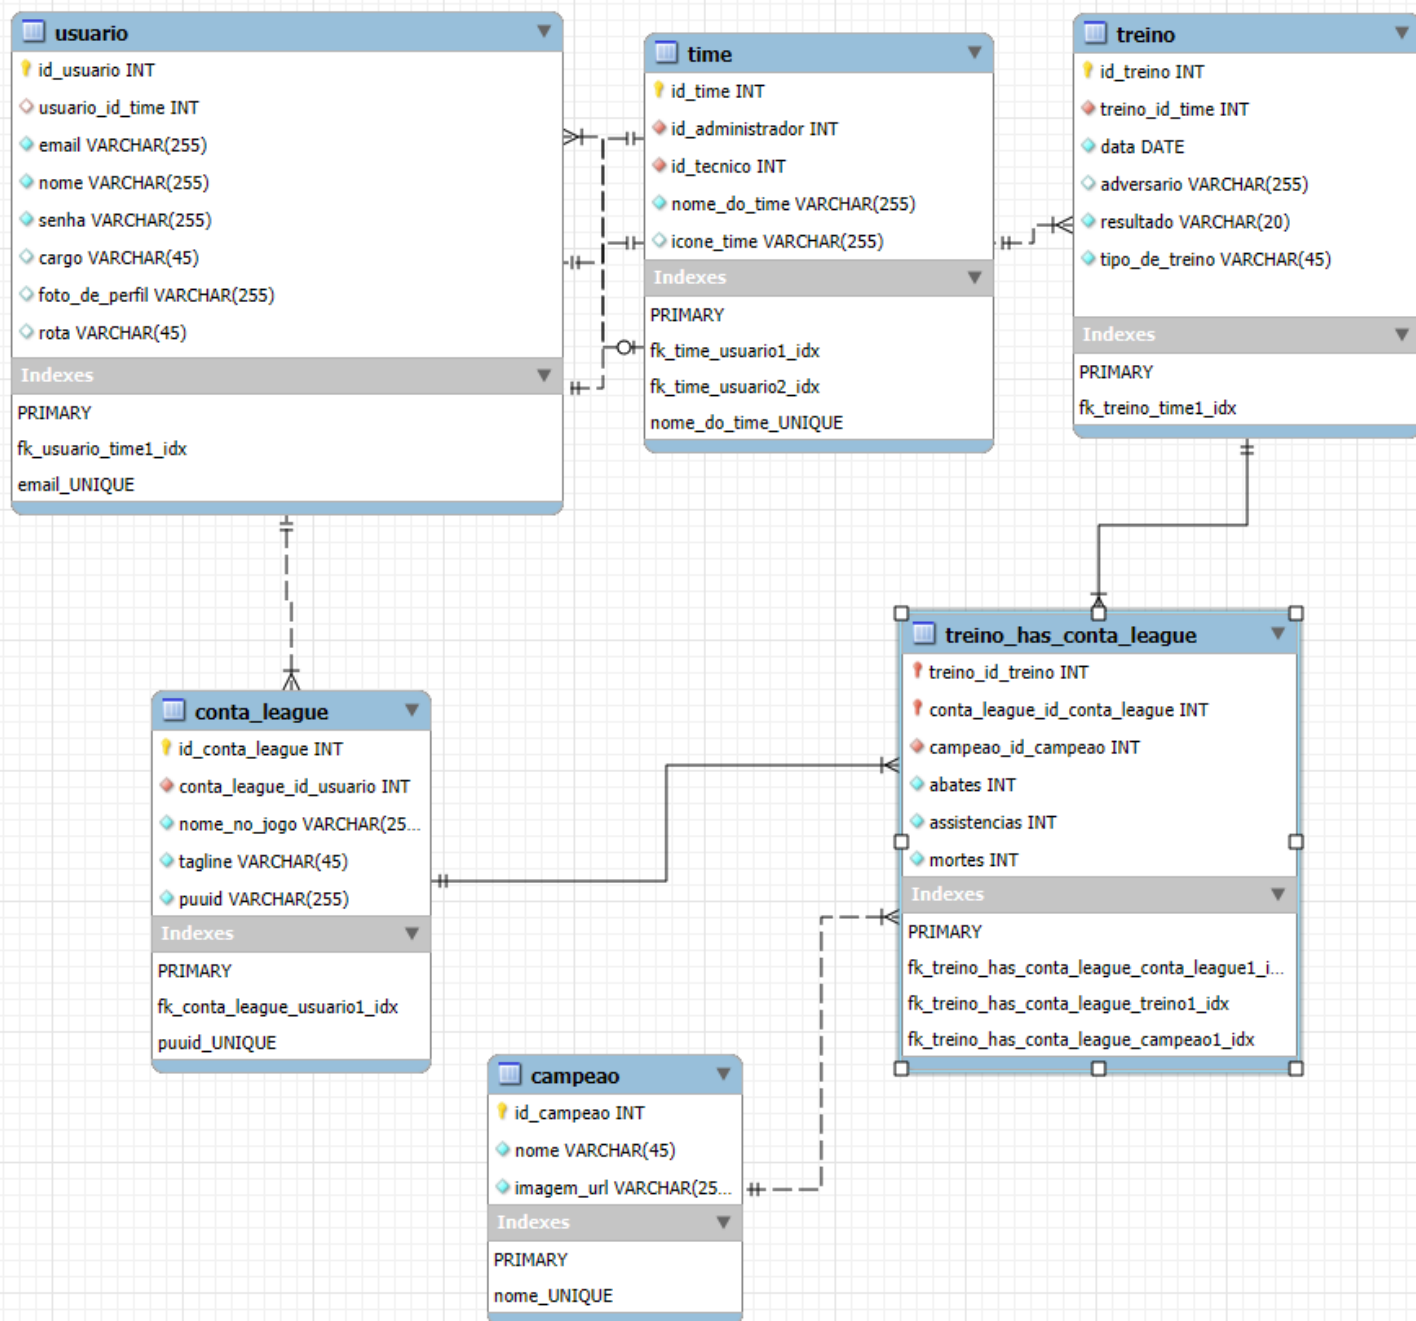 usuario
id_usuario INT
usuario_id_time INT
email VARCHAR(255)
nome VARCHAR(255)
senha VARCHAR(255)
cargo VARCHAR(45)
foto_de_perfil VARCHAR(255)
rota VARCHAR(45)
Indexes
PRIMARY
fk_usuario_time1_idx
email_UNIQUE
time
id_time INT
id_administrador INT
id_tecnico INT
nome_do_time VARCHAR(255)
icone_time VARCHAR(255)
Indexes
PRIMARY
fk_time_usuario1_idx
fk_time_usuario2_idx
nome_do_time_UNIQUE
treino
id_treino INT
treino_id_time INT
data DATE
adversario VARCHAR(255)
resultado VARCHAR(20)
tipo_de_treino VARCHAR(45)
Indexes
PRIMARY
fk_treino_time1_idx
conta_league
id_conta_league INT
conta_league_id_usuario INT
nome_no_jogo VARCHAR(25...
tagline VARCHAR(45)
puuid VARCHAR(255)
Indexes
PRIMARY
fk_conta_league_usuario1_idx
puuid_UNIQUE
treino_has_conta_league
treino_id_treino INT
conta_league_id_conta_league INT
campeao_id_campeao INT
abates INT
assistencias INT
mortes INT
Indexes
PRIMARY
fk_treino_has_conta_league_conta_league1_i...
fk_treino_has_conta_league_treino1_idx
fk_treino_has_conta_league_campeao1_idx
campeao
id_campeao INT
nome VARCHAR(45)
imagem_url VARCHAR(25...
Indexes
PRIMARY
nome_UNIQUE